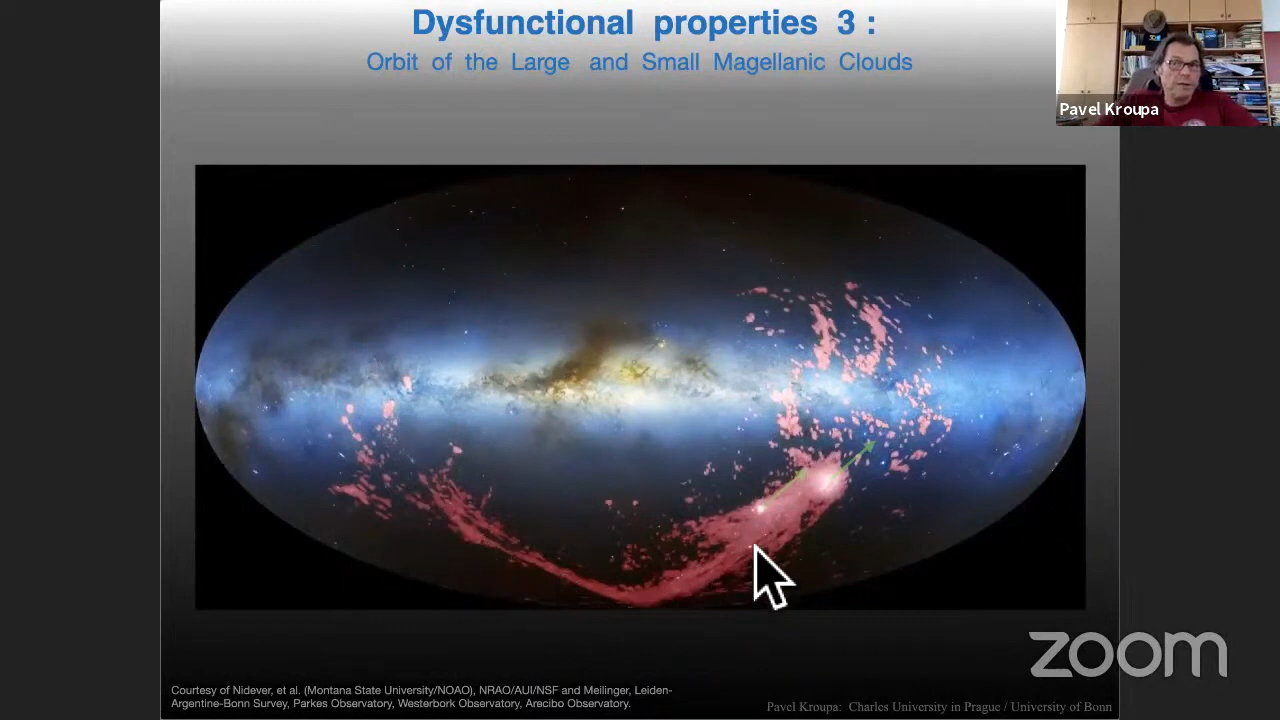 Dysfunctional properties 3 :
Orbit of the Large and Small Magellanic Clouds
Pavel Kroupa
zoom
Courtesy of Nidever, et al. (Montana State University/NOAO), NRAO/AUI/NSF and Meilinger, Leiden-
Argentine-Bonn Survey, Parkes Observatory, Westerbork Observatory, Arecibo Observatory.
Pavel Kroupa: Charles University in Prague / University of Bonn